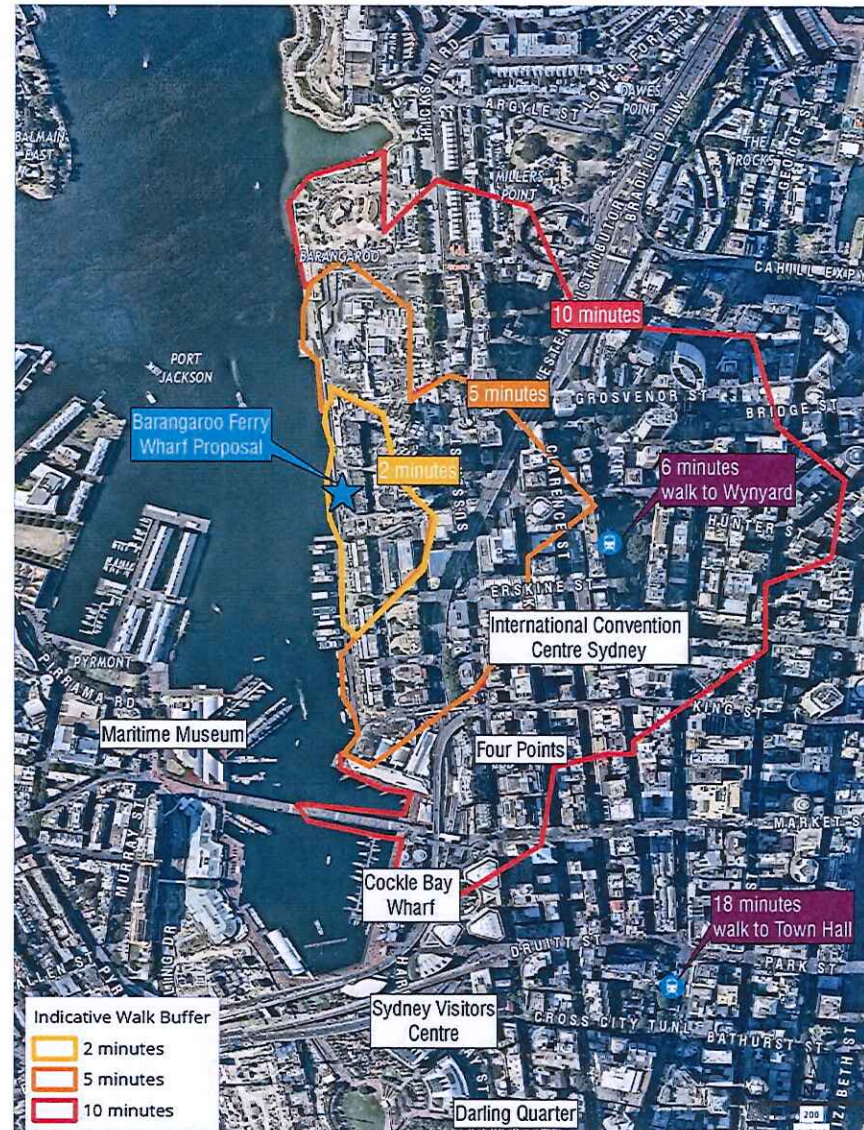 LOWER FORT ST
HICKSON RD
ARGYLE ST
DAWES
POINT
BRADFIELD HWY
THE
ROCKS
GEORGE ST
BALMAIN
EAST
MILLERS
POINT
BARANGAROO
CAHILL EXP
10 minutes
PORT
JACKSON
5 minutes
GROSVENOR ST
BRIDGE ST
Barangaroo Ferry
Wharf Proposal
2 minutes
CLARENCE ST
6 minutes
walk to Wynyard
HUNTER S
ERSKINE S
International Convention
Centre Sydney
PYRMONT
PIRRAMA RD
KING ST
Maritime Museum
Four Points
MURRAY ST
MARKET S
Cockle Bay
Wharf
18 minutes
walk to Town Hall
DRUITT ST
PARK ST
Sydney Visitors
Centre
CROSS CITY TUNL
BATHURST ST
Darling Quarter
200
Indicative Walk Buffer
2 minutes
5 minutes
10 minutes